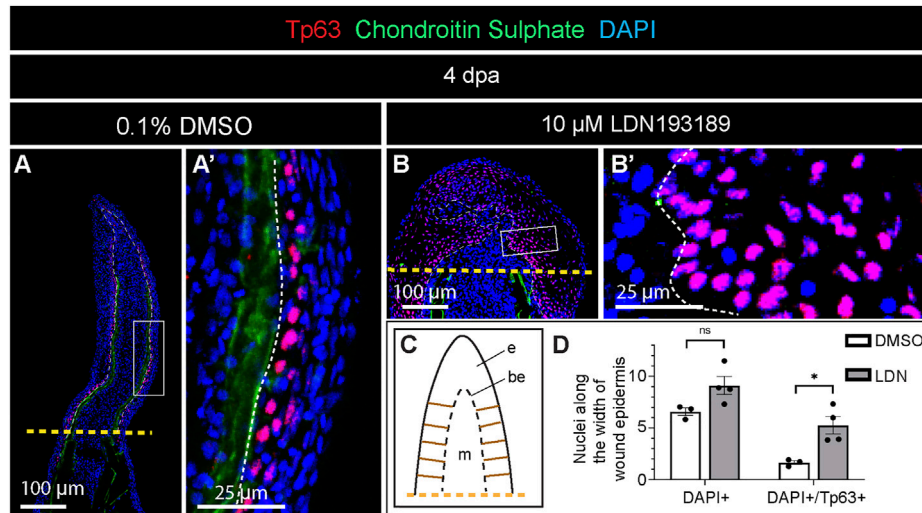 Tp63 Chondroitin Sulphate DAPI
4 dpa
0.1% DMSO
10 µM LDN193189
A
A'
B
B'
100 µm
25 µm
100 µm
25 µm
C
e
be
m
D
Nuclei along
the width of
wound epidermis
10
5
0
ns
*
DMSO
LDN
DAPI+
DAPI+/Tp63+